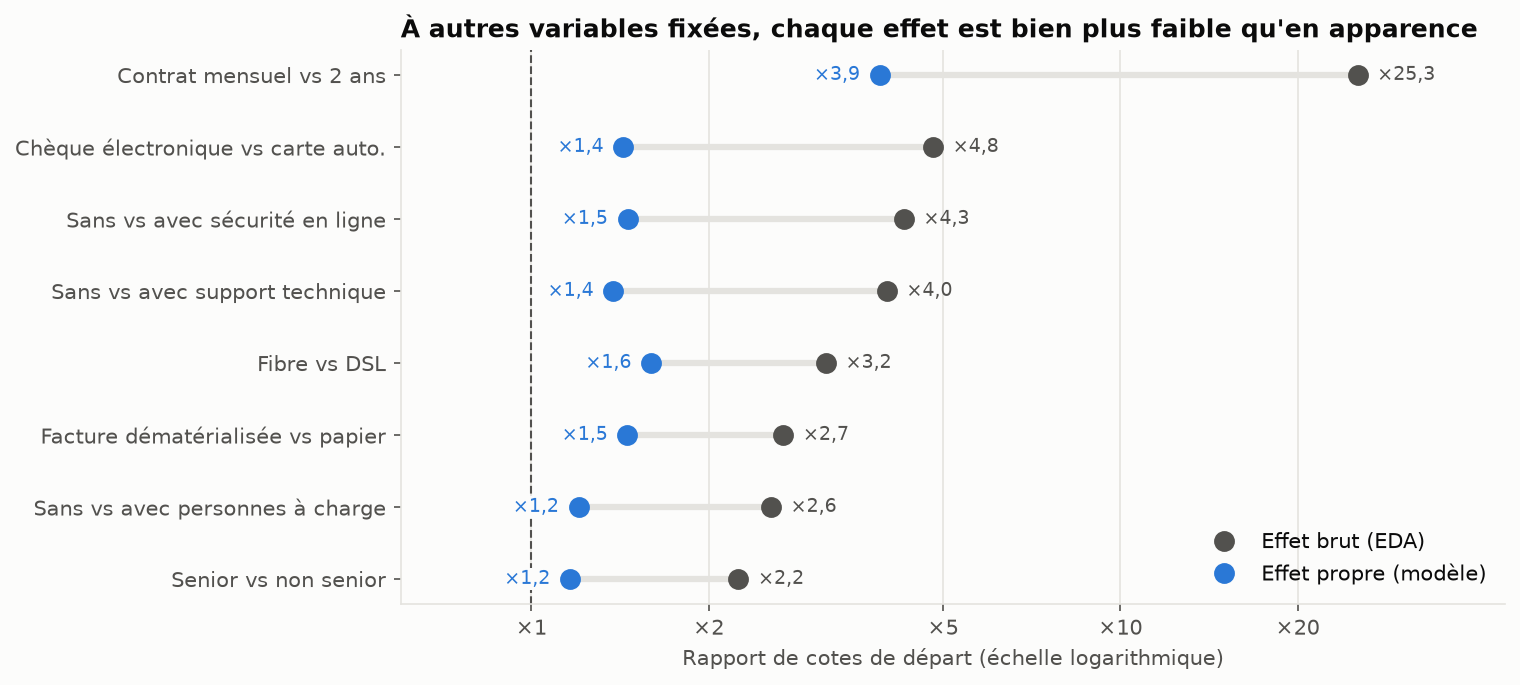 À autres variables fixées, chaque effet est bien plus faible qu'en apparence
Contrat mensuel vs 2 ans ×3,9 ×25,3
Chèque électronique vs carte auto. ×1,4 ×4,8
Sans vs avec sécurité en ligne ×1,5 ×4,3
Sans vs avec support technique ×1,4 ×4,0
Fibre vs DSL ×1,6 ×3,2
Facture dématérialisée vs papier ×1,5 ×2,7
Sans vs avec personnes à charge ×1,2 ×2,6
Effet brut (EDA)
Effet propre (modèle)
Senior vs non senior ×1,2 ×2,2
×1 ×2 ×5 ×10 ×20
Rapport de cotes de départ (échelle logarithmique)